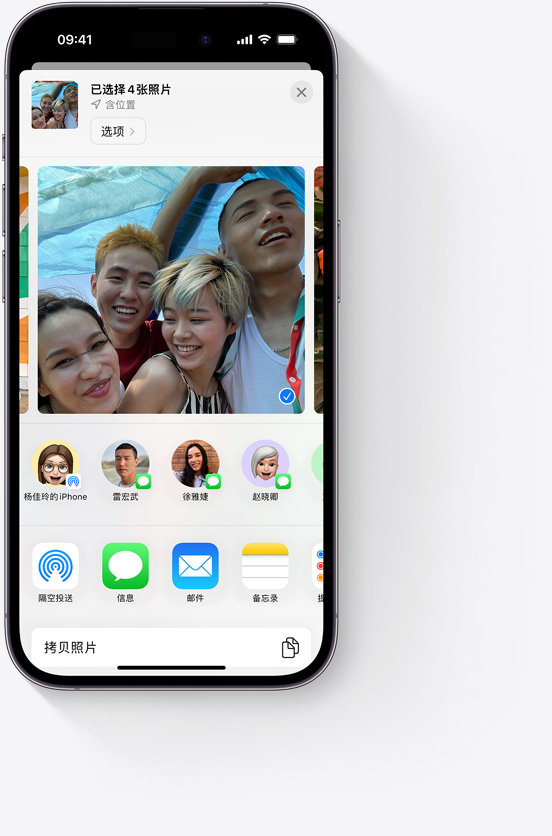 09:41
已选择4张照片
含位置
选项
杨佳玲的iPhone
雷宏武
徐雅婕
赵晓卿
隔空投送
信息
邮件
备忘录
拷贝照片